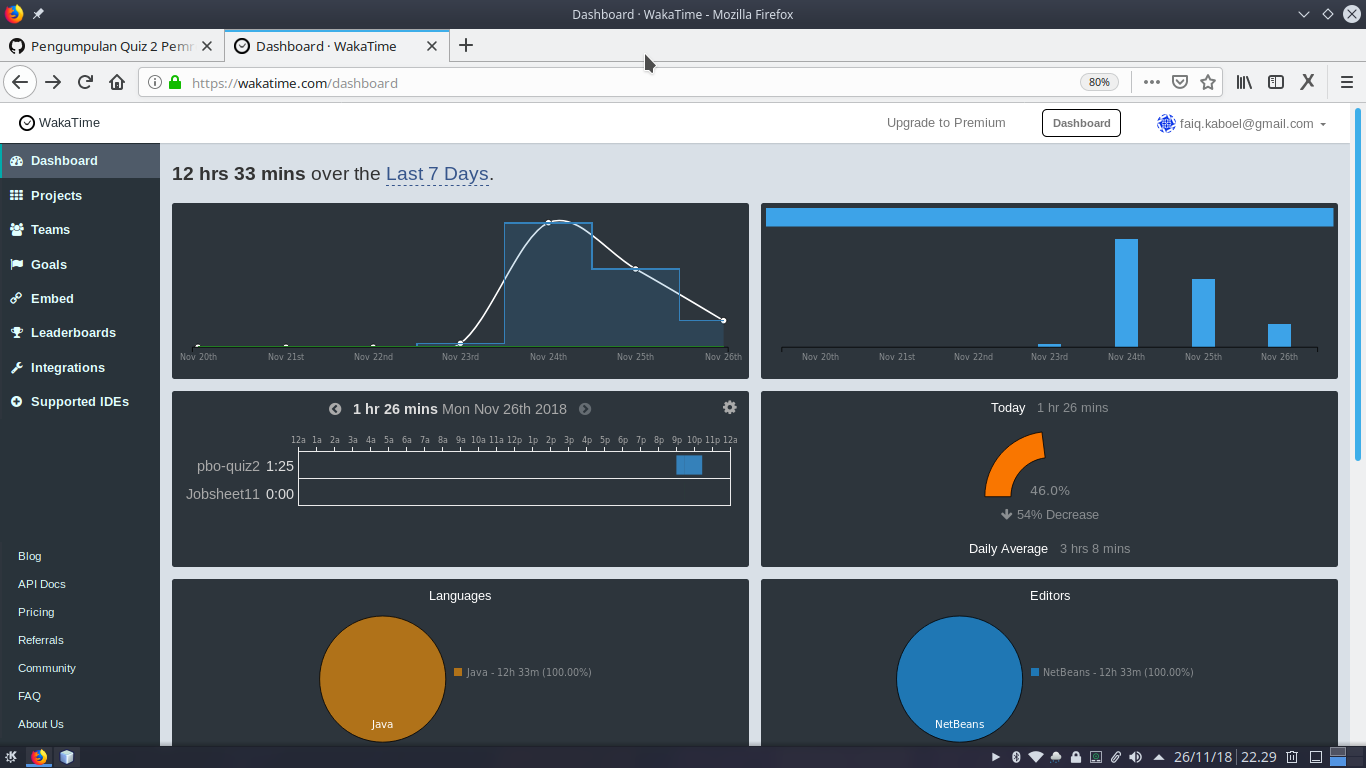 Dashboard · WakaTime - Mozilla Firefox
Pengumpulan Quiz 2 Pemr
Dashboard · WakaTime
https://wakatime.com/dashboard
80%
WakaTime
Upgrade to Premium
Dashboard
faiq.kaboel@gmail.com
Dashboard
Projects
Teams
Goals
Embed
Leaderboards
Integrations
Supported IDEs
Blog
API Docs
Pricing
Referrals
Community
FAQ
About Us
12 hrs 33 mins over the Last 7 Days.
Nov 20th Nov 21st Nov 22nd Nov 23rd Nov 24th Nov 25th Nov 26th
Nov 20th Nov 21st Nov 22nd Nov 23rd Nov 24th Nov 25th Nov 26th
1 hr 26 mins Mon Nov 26th 2018
12a 1a 2a 3a 4a 5a 6a 7a 8a 9a 10a 11a 12p 1p 2p 3p 4p 5p 6p 7p 8p 9p 10p 11p 12a
pbo-quiz2 1:25
Jobsheet11 0:00
Today 1 hr 26 mins
46.0%
54% Decrease
Daily Average 3 hrs 8 mins
Languages
Java - 12h 33m (100.00%)
Java
Editors
NetBeans - 12h 33m (100.00%)
NetBeans
26/11/18 22.29